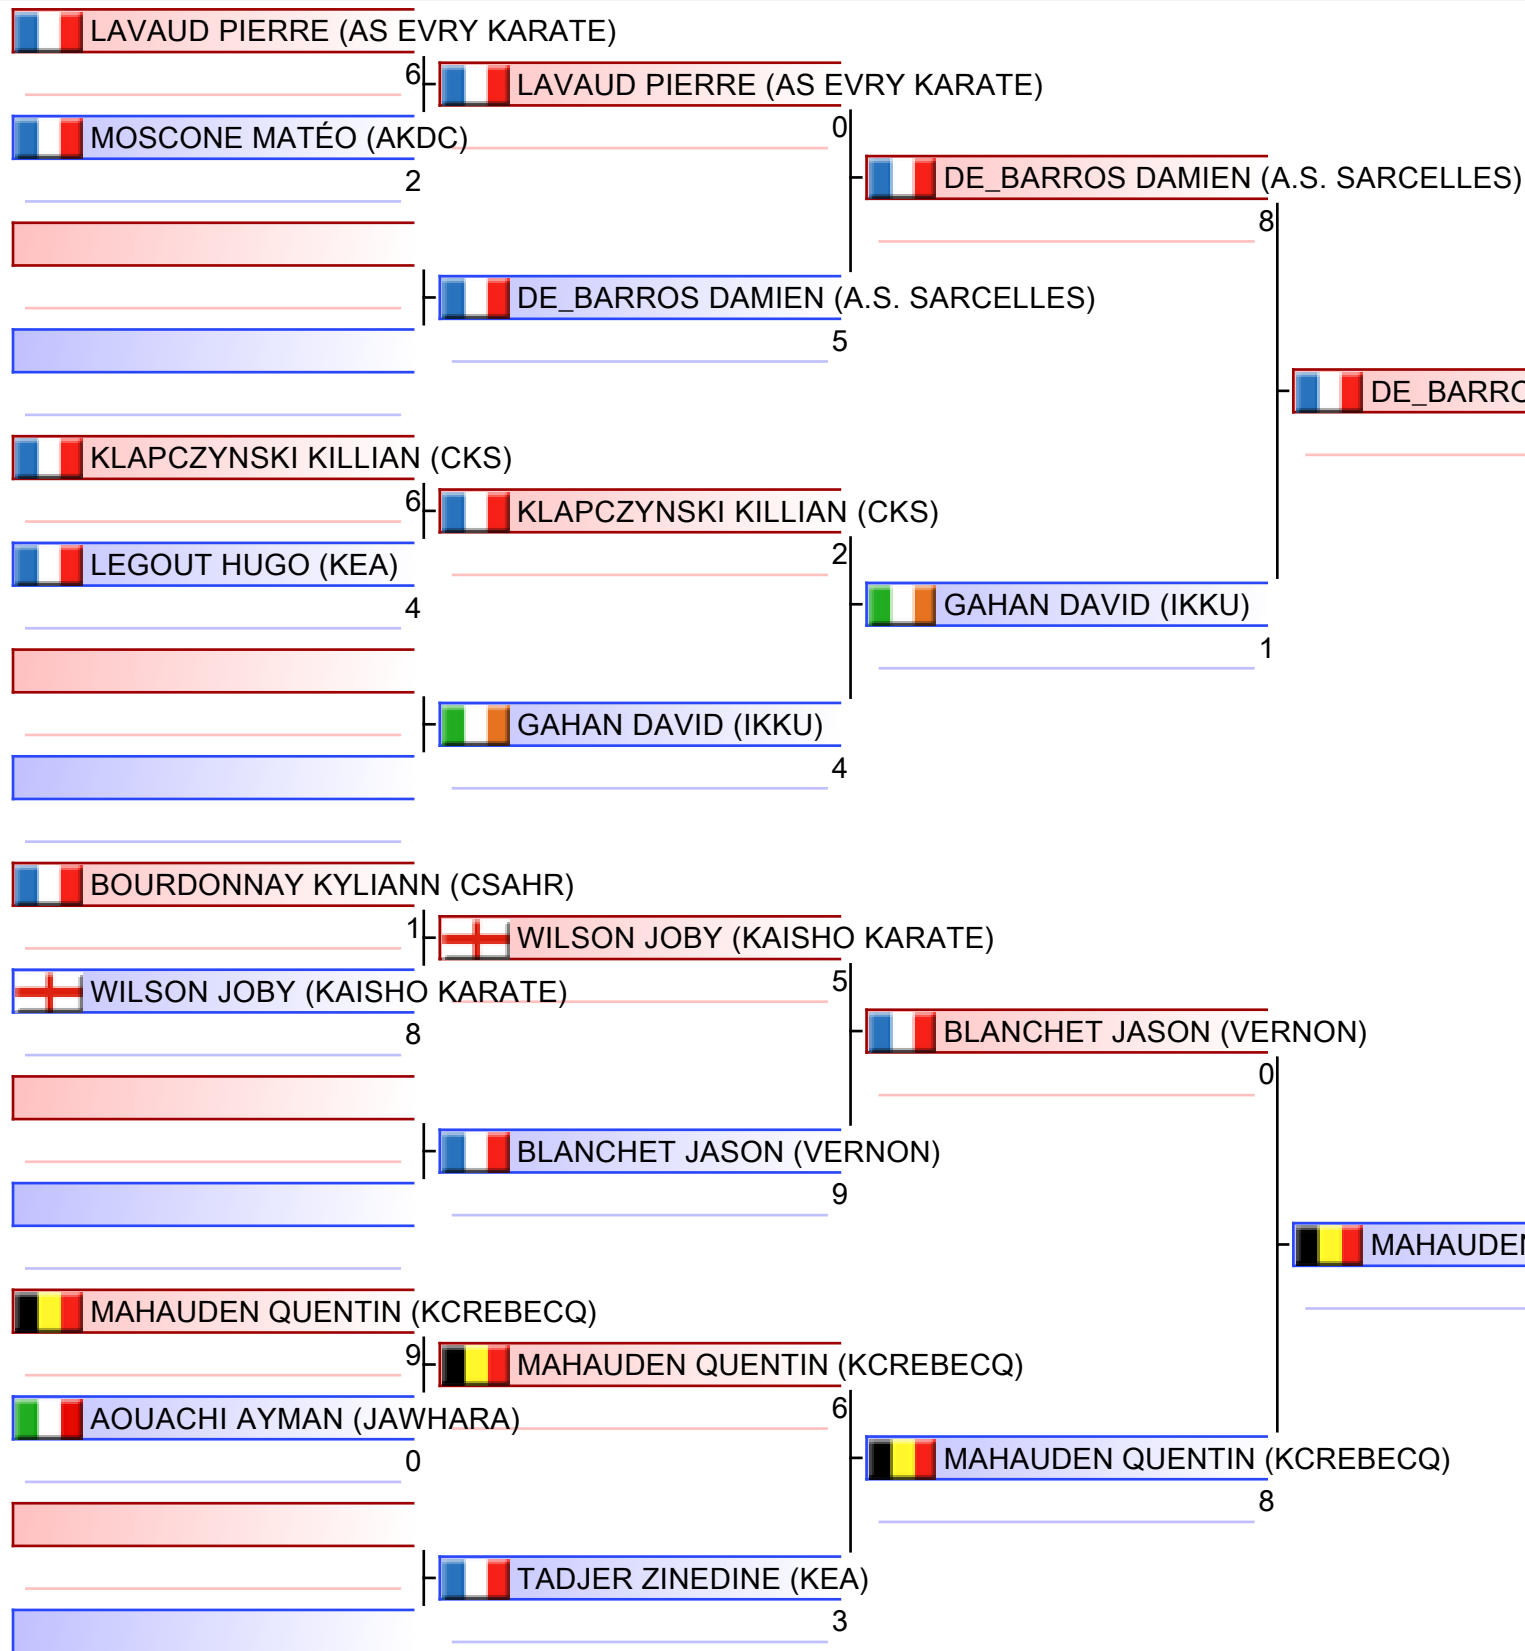 LAVAUD PIERRE (AS EVRY KARATE)
6
LAVAUD PIERRE (AS EVRY KARATE)
0
MOSCONE MATÉO (AKDC)
2
DE_BARROS DAMIEN (A.S. SARCELLES)
8
DE_BARROS DAMIEN (A.S. SARCELLES)
5
DE_BARRO
KLAPCZYNSKI KILLIAN (CKS)
6
KLAPCZYNSKI KILLIAN (CKS)
2
LEGOUT HUGO (KEA)
4
GAHAN DAVID (IKKU)
1
GAHAN DAVID (IKKU)
4
BOURDONNAY KYLIANN (CSAHR)
1
WILSON JOBY (KAISHO KARATE)
5
WILSON JOBY (KAISHO KARATE)
8
BLANCHET JASON (VERNON)
0
BLANCHET JASON (VERNON)
9
MAHAUDEN
MAHAUDEN QUENTIN (KCREBECQ)
9
MAHAUDEN QUENTIN (KCREBECQ)
6
AOUACHI AYMAN (JAWHARA)
0
MAHAUDEN QUENTIN (KCREBECQ)
8
TADJER ZINEDINE (KEA)
3